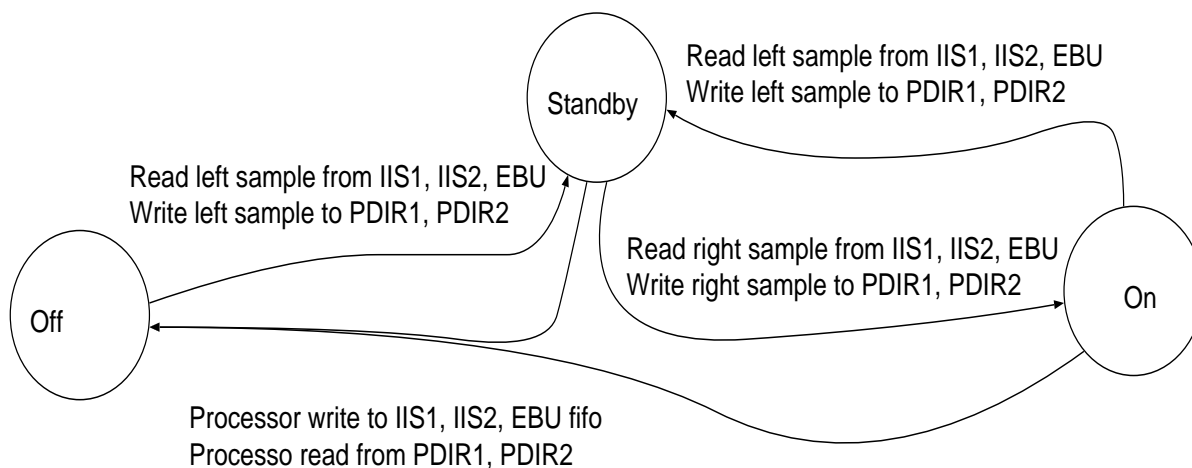 Read left sample from IIS1, IIS2, EBU
Write left sample to PDIR1, PDIR2
Standby
Read left sample from IIS1, IIS2, EBU
Write left sample to PDIR1, PDIR2
Read right sample from IIS1, IIS2, EBU
Write right sample to PDIR1, PDIR2
On
Off
Processor write to IIS1, IIS2, EBU fifo
Processo read from PDIR1, PDIR2